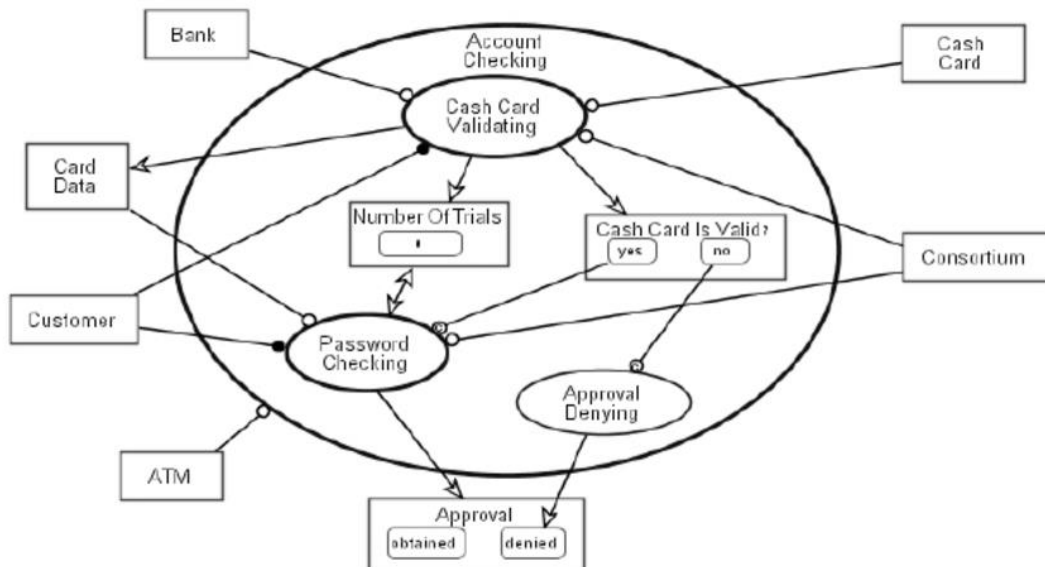 Bank
Account
Checking
Cash
Card
Cash Card
Validating
Card
Data
Number Of Trials
Cash Card Is Valid?
yes
no
Consortium
Customer
Password
Checking
Approval
Denying
ATM
Approval
obtained
denied